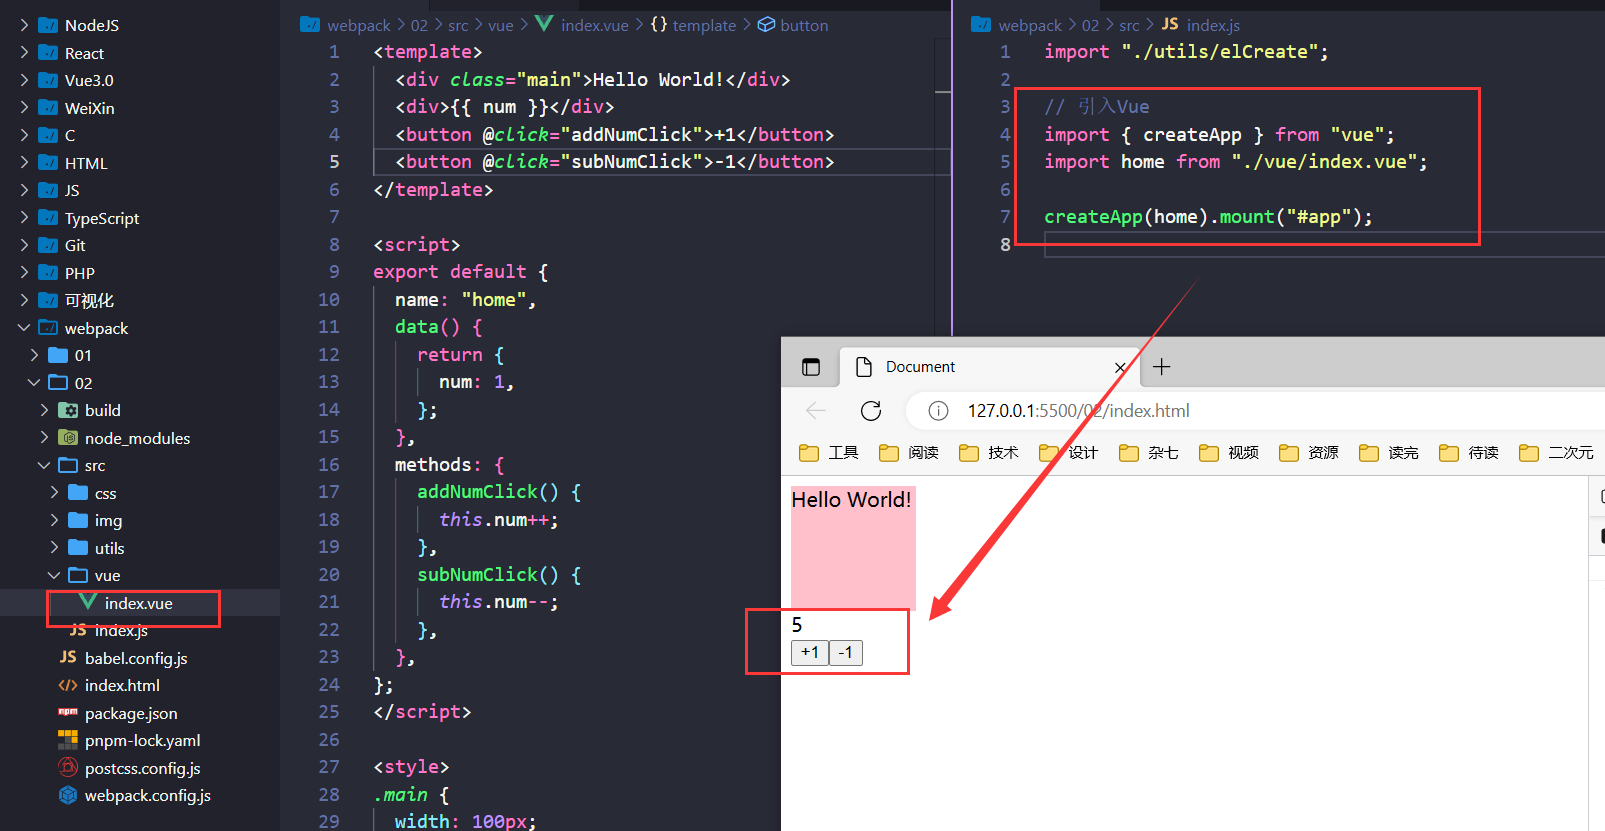 NodeJS
React
Vue3.0
WeiXin
C
HTML
JS
TypeScript
Git
PHP
可视化
webpack
01
02
build
node_modules
src
css
img
utils
vue
index.vue
JS index.js
JS babel.config.js
index.html
npm package.json
pnpm-lock.yaml
postcss.config.js
webpack.config.js
webpack > 02 > src > vue > index.vue > {} template > button
1 <template>
2 <div class="main">Hello World!</div>
3 <div>{{ num }}</div>
4 <button @click="addNumClick">+1</button>
5 <button @click="subNumClick">-1</button>
6 </template>
7
8 <script>
9 export default {
10 name: "home",
11 data() {
12 return {
13 num: 1,
14 };
15 },
16 methods: {
17 addNumClick() {
18 this.num++;
19 },
20 subNumClick() {
21 this.num--;
22 },
23 },
24 };
25 </script>
26
27 <style>
28 .main {
29 width: 100px;
webpack > 02 > src > JS index.js
1 import "./utils/elCreate";
2
3 // 引入Vue
4 import { createApp } from "vue";
5 import home from "./vue/index.vue";
6
7 createApp(home).mount("#app");
8
Document
127.0.0.1:5500/02/index.html
工具 阅读 技术 设计 杂七 视频 资源 读完 待读 二次元
Hello World!
5
+1 -1